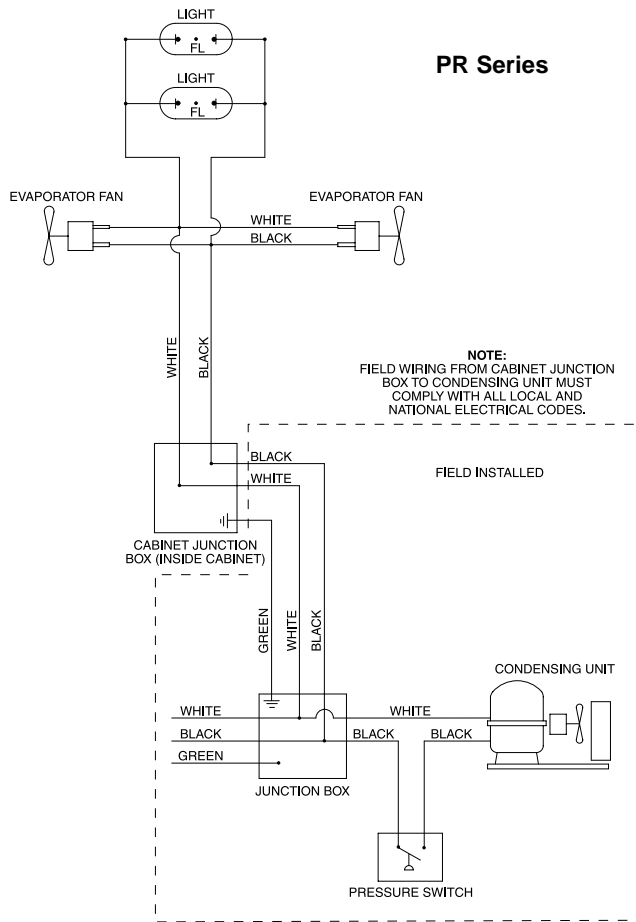 LIGHT
FL
PR Series
LIGHT
FL
EVAPORATOR FAN
EVAPORATOR FAN
WHITE
BLACK
WHITE
BLACK
NOTE:
FIELD WIRING FROM CABINET JUNCTION
BOX TO CONDENSING UNIT MUST
COMPLY WITH ALL LOCAL AND
NATIONAL ELECTRICAL CODES.
BLACK
WHITE
FIELD INSTALLED
CABINET JUNCTION
BOX (INSIDE CABINET)
GREEN
WHITE
BLACK
CONDENSING UNIT
WHITE
WHITE
BLACK
BLACK
BLACK
GREEN
JUNCTION BOX
PRESSURE SWITCH